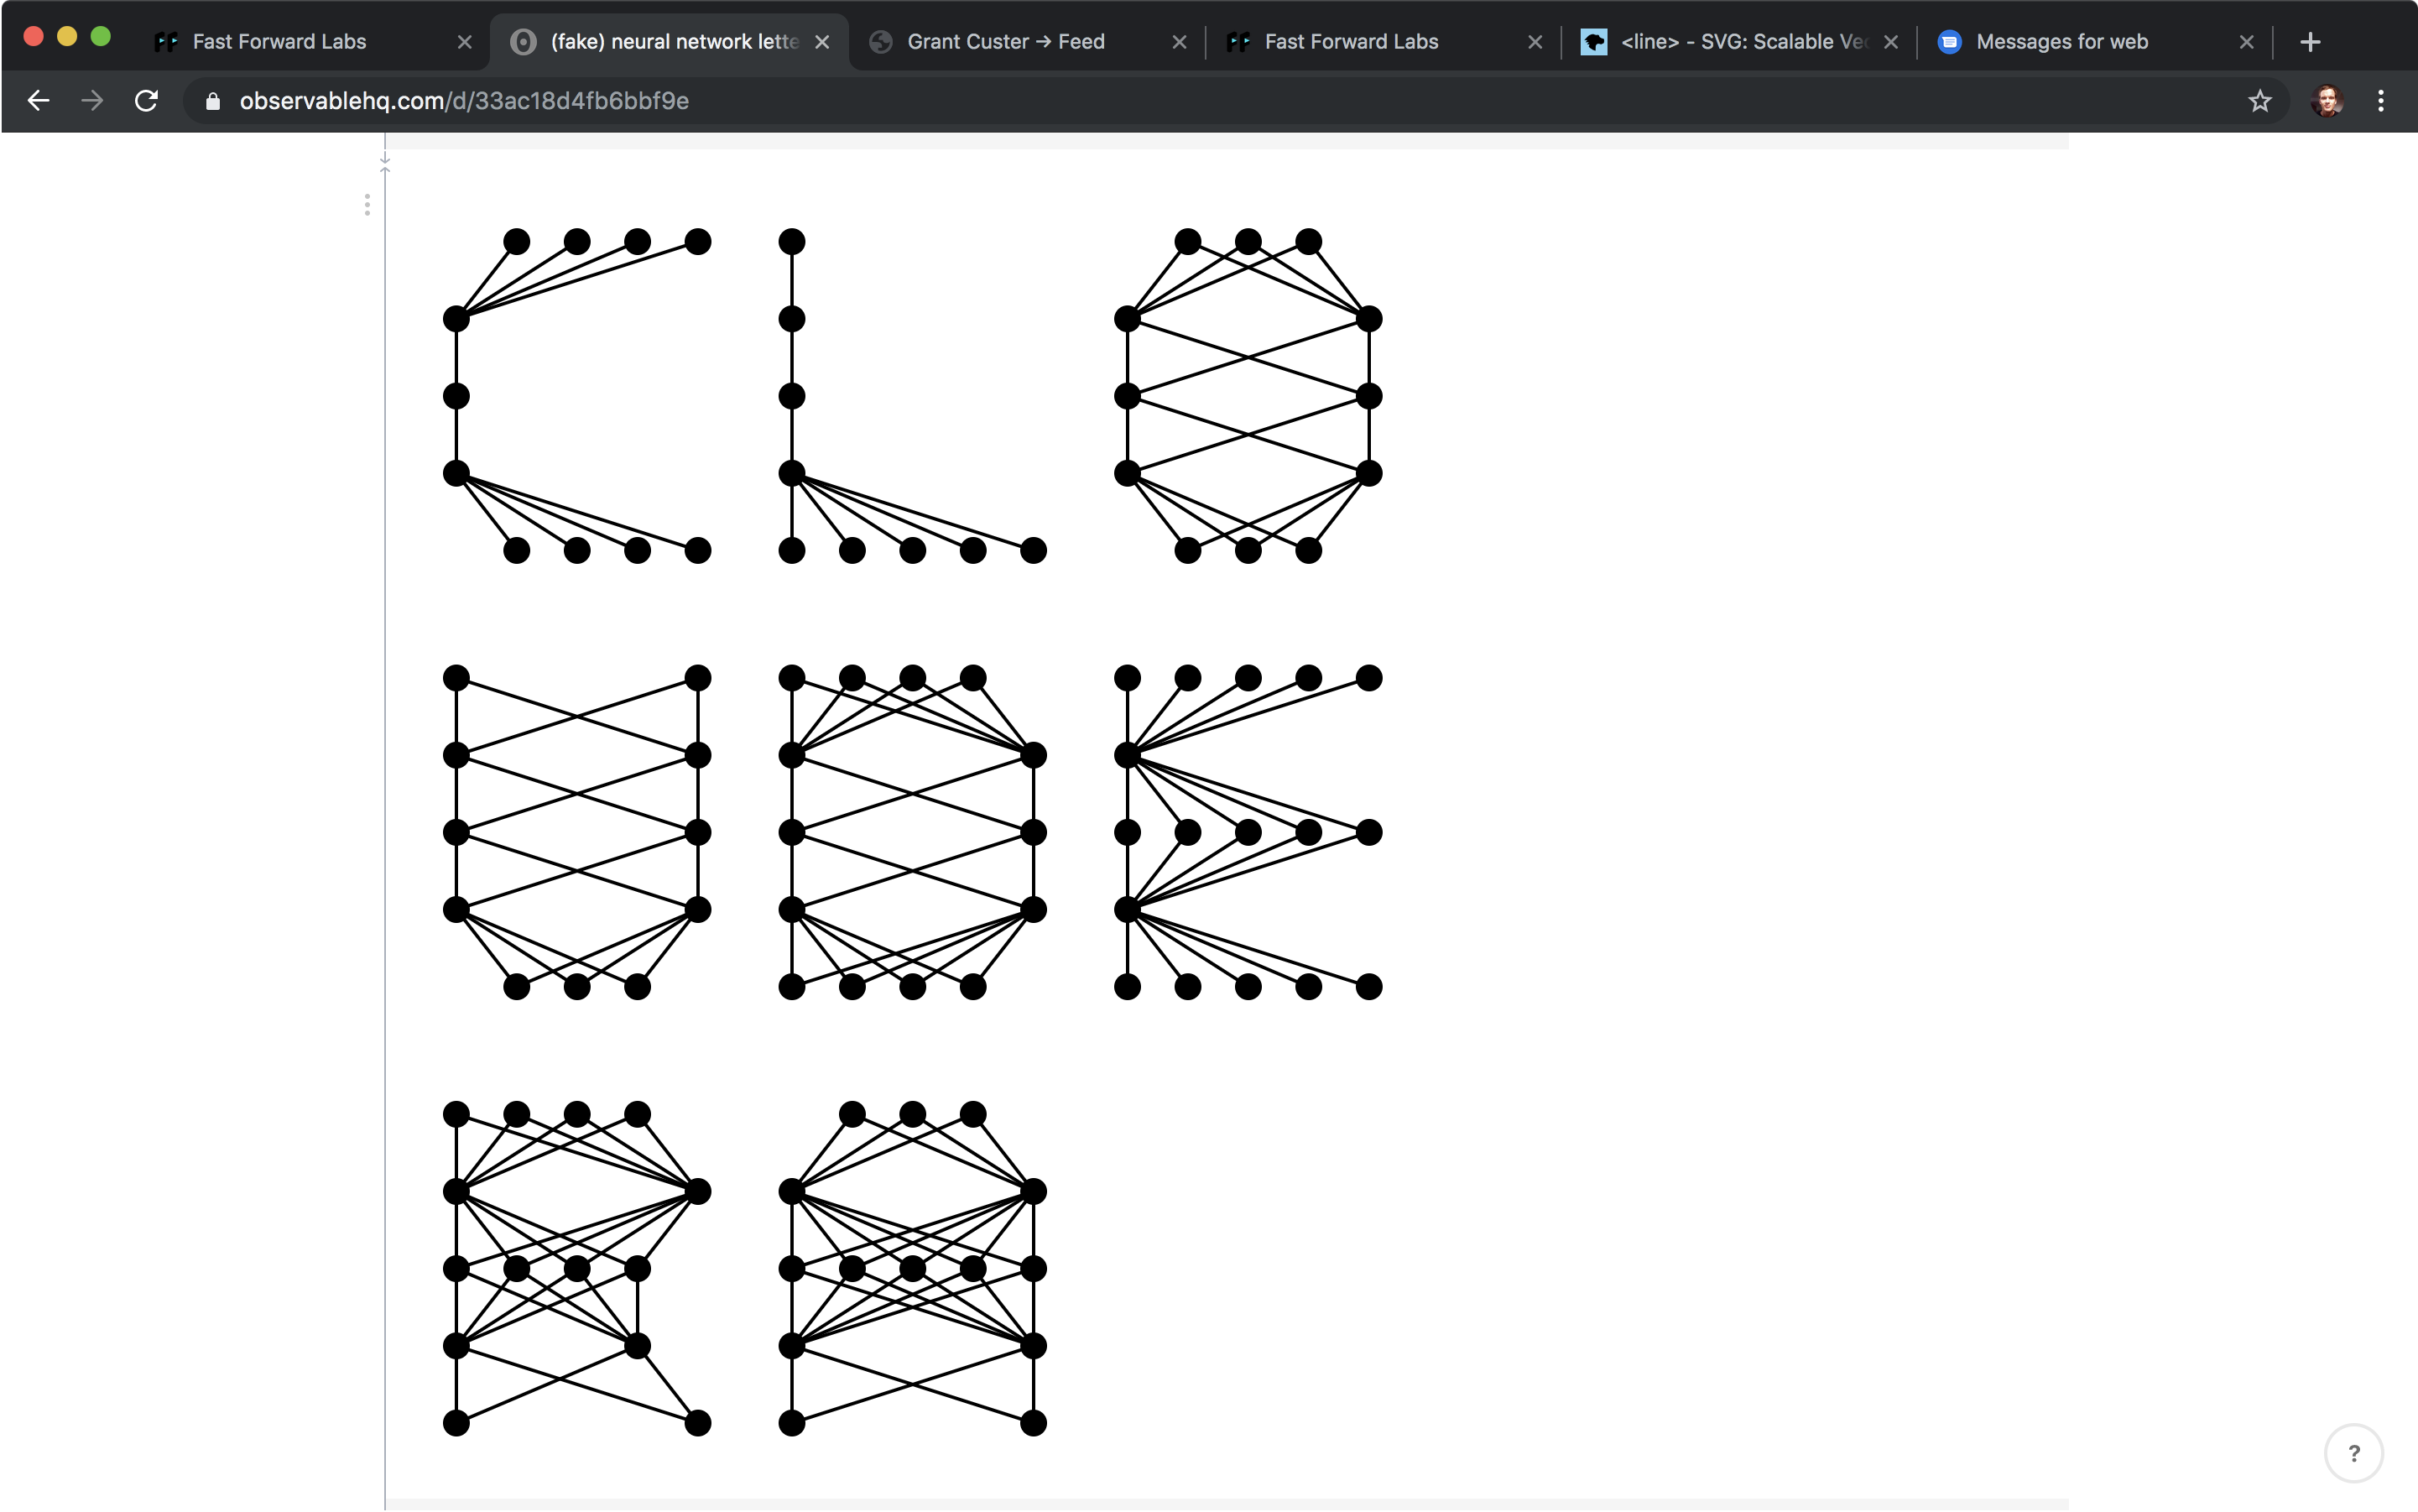 Fast Forward Labs
(fake) neural network lette
Grant Custer → Feed
Fast Forward Labs
<line> - SVG: Scalable Vec
Messages for web
observablehq.com/d/33ac18d4fb6bbf9e
C L O
U D E
R A
?